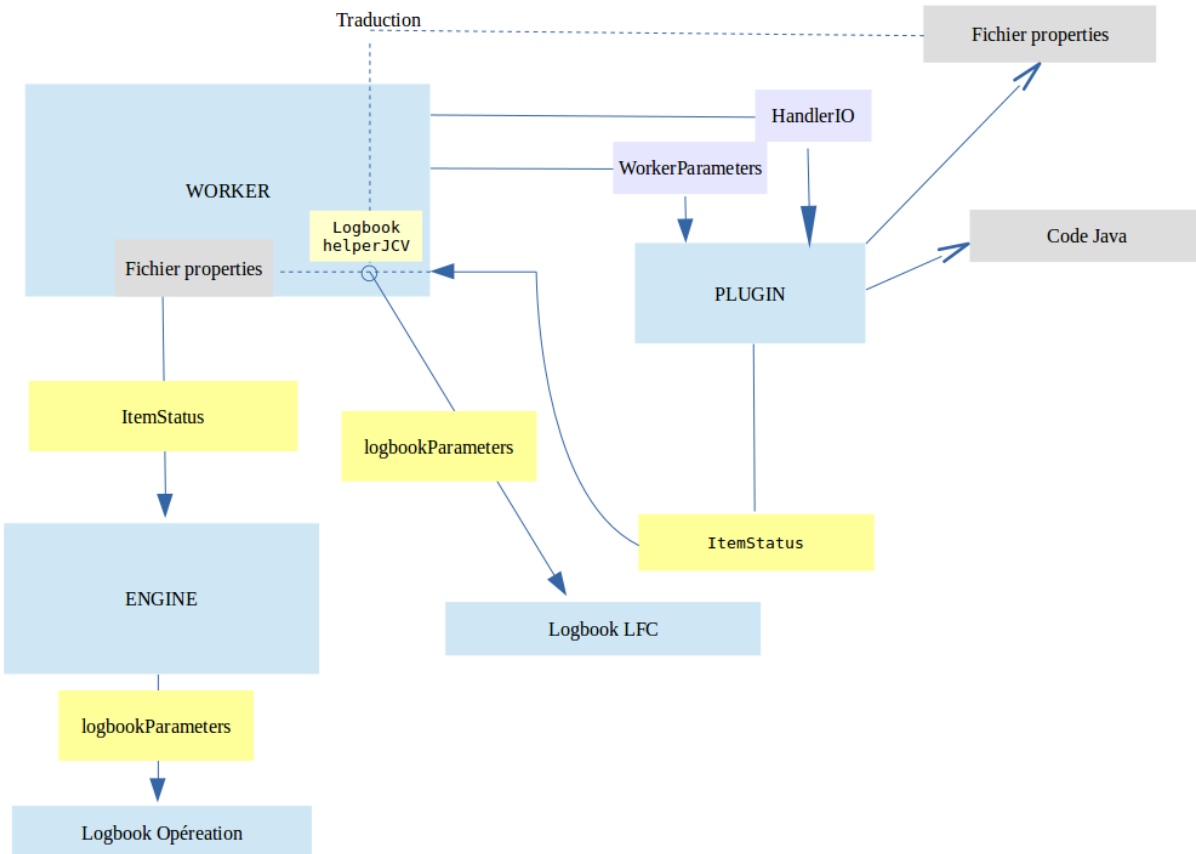 Traduction
Fichier properties
HandlerIO
WorkerParameters
WORKER
Logbook
helperJCV
Code Java
Fichier properties
PLUGIN
ItemStatus
logbookParameters
ItemStatus
ENGINE
Logbook LFC
logbookParameters
Logbook Opéreation